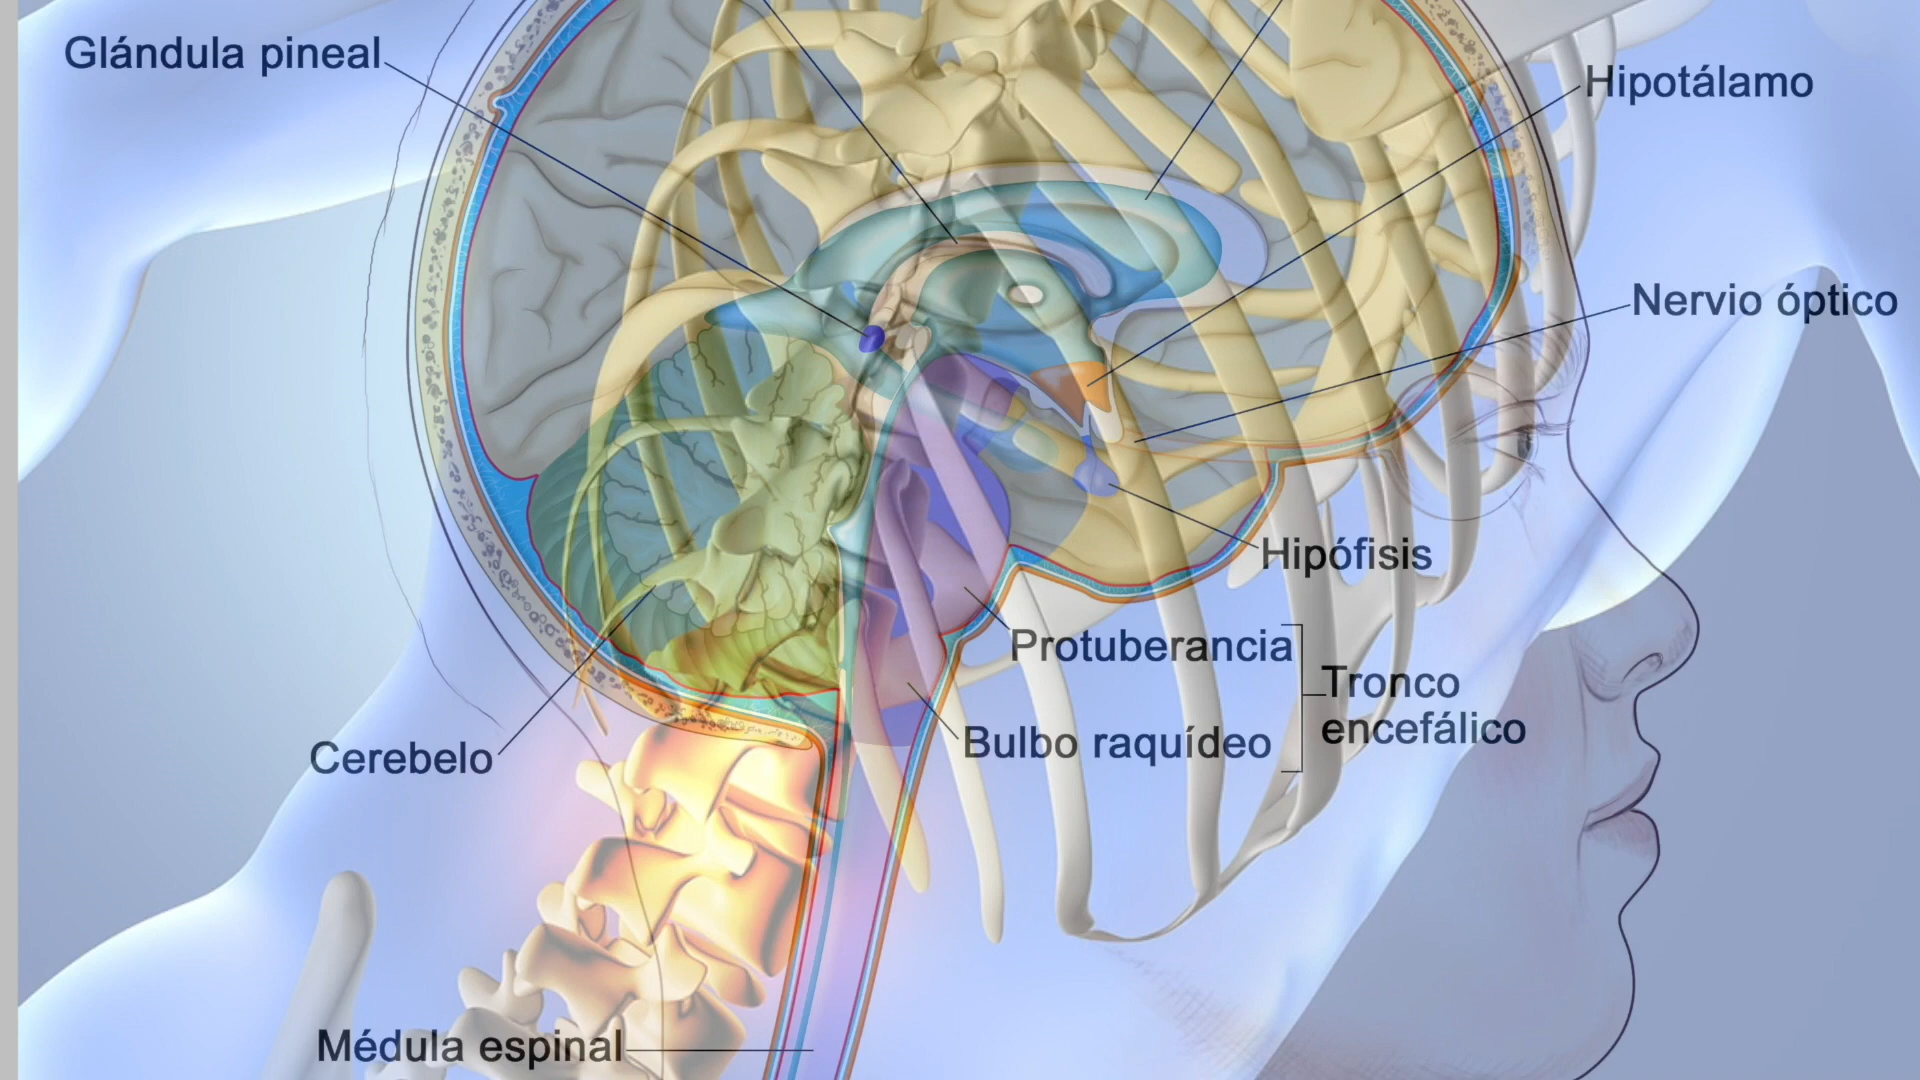 Glándula pineal
Hipotálamo
Nervio óptico
Hipófisis
Protuberancia
Tronco
encefálico
Bulbo raquídeo
Cerebelo
Médula espinal